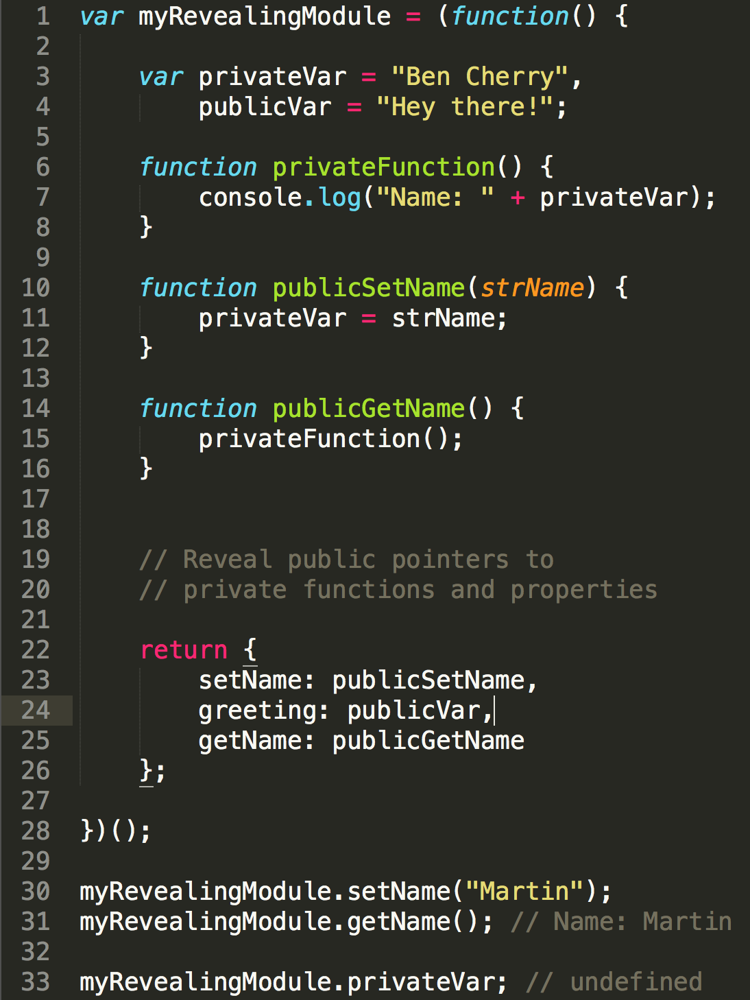 1 var myRevealingModule = (function() {
2
3 var privateVar = "Ben Cherry",
4 publicVar = "Hey there!";
5
6 function privateFunction() {
7 console.log("Name: " + privateVar);
8 }
9
10 function publicSetName(strName) {
11 privateVar = strName;
12 }
13
14 function publicGetName() {
15 privateFunction();
16 }
17
18
19 // Reveal public pointers to
20 // private functions and properties
21
22 return {
23 setName: publicSetName,
24 greeting: publicVar,
25 getName: publicGetName
26 };
27
28 })();
29
30 myRevealingModule.setName("Martin");
31 myRevealingModule.getName(); // Name: Martin
32
33 myRevealingModule.privateVar; // undefined